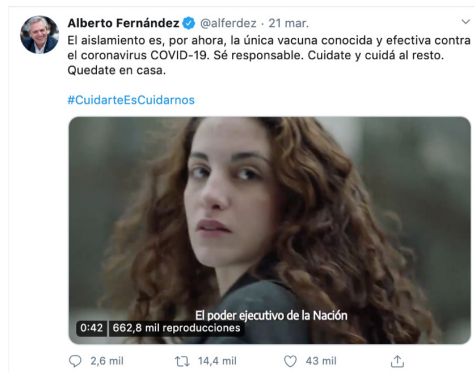 Alberto Fernández @alferdez · 21 mar.
El aislamiento es, por ahora, la única vacuna conocida y efectiva contra
el coronavirus COVID-19. Sé responsable. Cuidate y cuidá al resto.
Quedate en casa.
#CuidarteEsCuidarnos
El poder ejecutivo de la Nación
0:42 662,8 mil reproducciones
2,6 mil 14,4 mil 43 mil